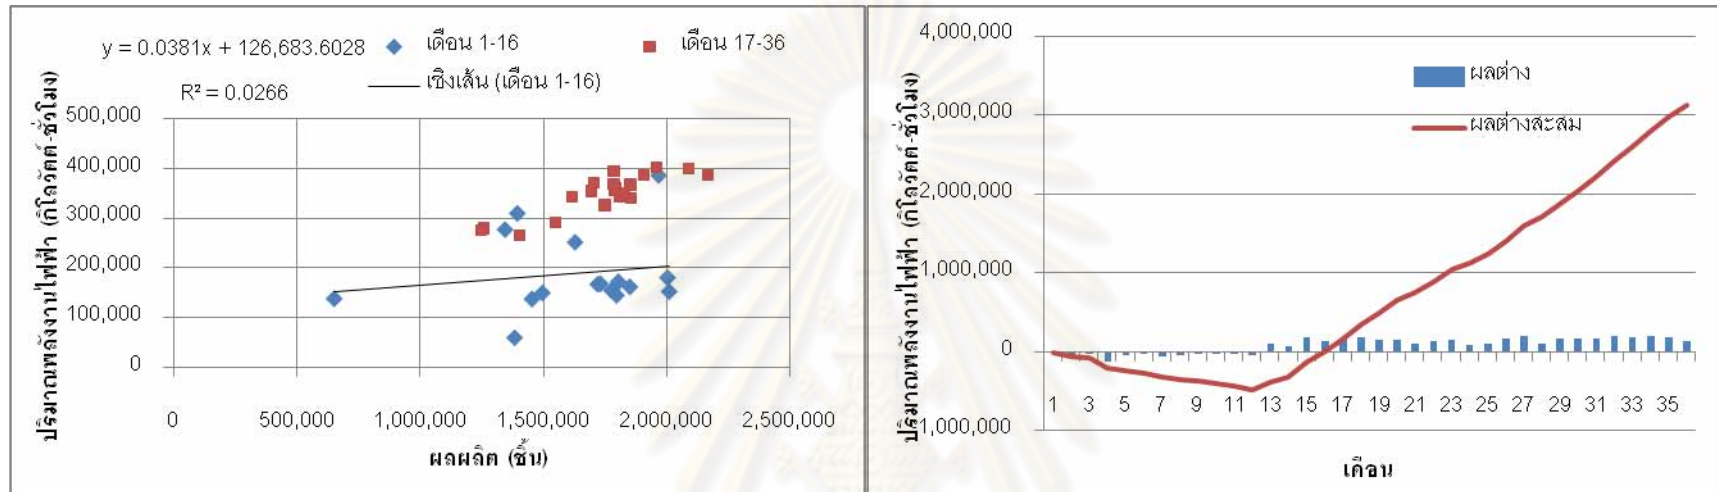 y = 0.0381x + 126,683.6028
เดือน 1-16
เดือน 17-36
R² = 0.0266
เชิงเส้น (เดือน 1-16)
ปริมาณพลังงานไฟฟ้า (กิโลวัตต์-ชั่วโมง)
500,000
400,000
300,000
200,000
100,000
0
0 500,000 1,000,000 1,500,000 2,000,000 2,500,000
ผลผลิต (ชิ้น)
ปริมาณพลังงานไฟฟ้า (กิโลวัตต์-ชั่วโมง)
4,000,000
3,000,000
2,000,000
1,000,000
0
-1,000,000
ผลต่าง
ผลต่างสะสม
1 3 5 7 9 11 13 15 17 19 21 23 25 27 29 31 33 35
เดือน